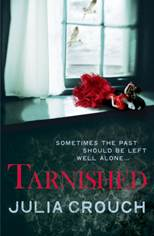 SOMETIMES THE PAST
SHOULD BE LEFT
WELL ALONE...
TARNISHED
JULIA CROUCH